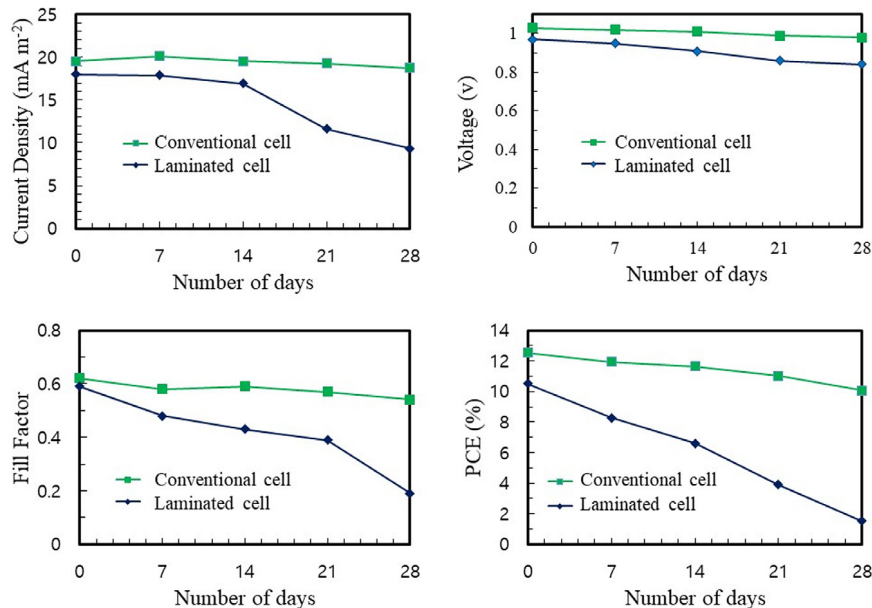 Current Density (mA m-2)
25
20
15
10
5
0
Conventional cell
Laminated cell
0 7 14 21 28
Number of days
Voltage (v)
1
0.8
0.6
0.4
0.2
0
Conventional cell
Laminated cell
0 7 14 21 28
Number of days
Fill Factor
0.8
0.6
0.4
0.2
0
Conventional cell
Laminated cell
0 7 14 21 28
Number of days
PCE (%)
14
12
10
8
6
4
2
0
Conventional cell
Laminated cell
0 7 14 21 28
Number of days